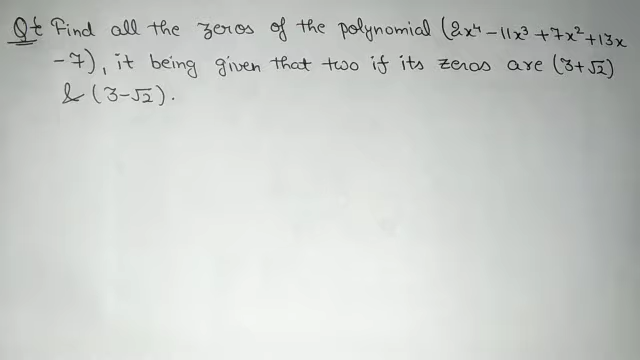 Q↑ Find all the zeros of the polynomial (2x⁴ - 11x³ + 7x² + 13x
- 7), it being given that two if its zeros are (3+√2)
& (3-√2).